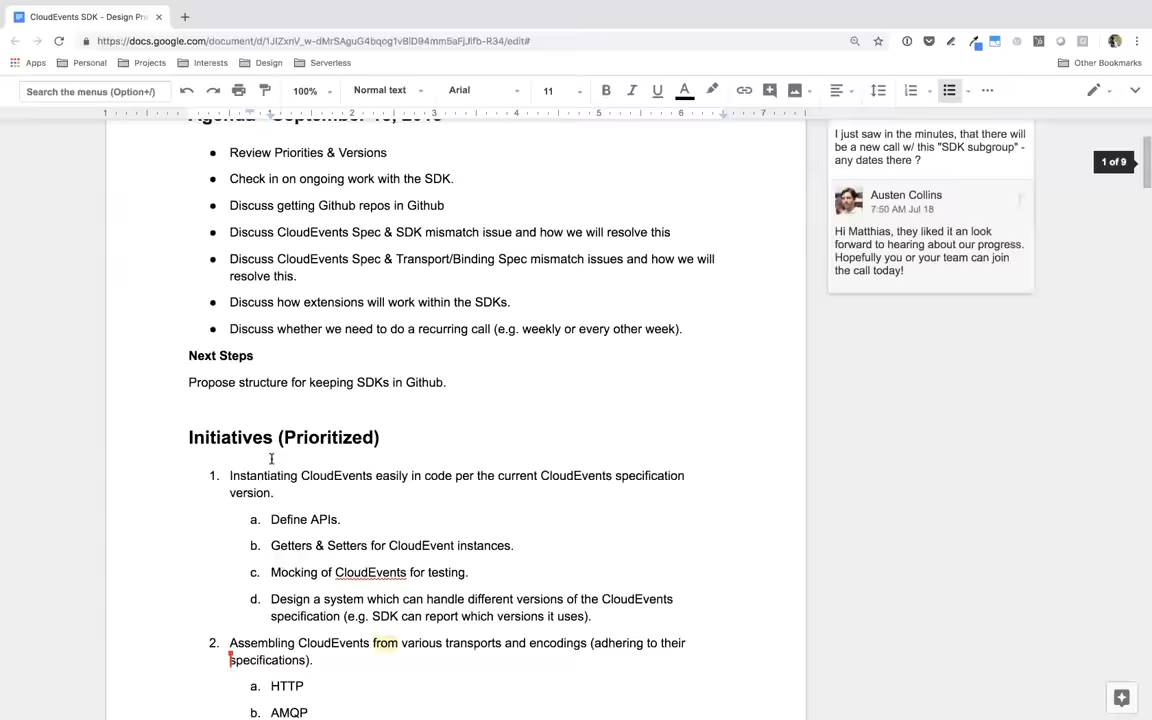 CloudEvents SDK - Design Pri
https://docs.google.com/document/d/1JIZxnV_w-dMrSAguG4bqog1vBlD94mm5aFjJlfb-R34/edit#
Apps Personal Projects Interests Design Serverless Other Bookmarks
Search the menus (Option+/) 100% Normal text Arial 11
1 1 2 3 4 5 6 7
Review Priorities & Versions
Check in on ongoing work with the SDK.
Discuss getting Github repos in Github
Discuss CloudEvents Spec & SDK mismatch issue and how we will resolve this
Discuss CloudEvents Spec & Transport/Binding Spec mismatch issues and how we will
resolve this.
Discuss how extensions will work within the SDKs.
Discuss whether we need to do a recurring call (e.g. weekly or every other week).
Next Steps
Propose structure for keeping SDKs in Github.
Initiatives (Prioritized)
1. Instantiating CloudEvents easily in code per the current CloudEvents specification
version.
a. Define APIs.
b. Getters & Setters for CloudEvent instances.
c. Mocking of CloudEvents for testing.
d. Design a system which can handle different versions of the CloudEvents
specification (e.g. SDK can report which versions it uses).
2. Assembling CloudEvents from various transports and encodings (adhering to their
specifications).
a. HTTP
b. AMQP
I just saw in the minutes, that there will
be a new call w/ this "SDK subgroup" -
any dates there ?
Austen Collins
7:50 AM Jul 18
Hi Matthias, they liked it an look
forward to hearing about our progress.
Hopefully you or your team can join
the call today!
1 of 9